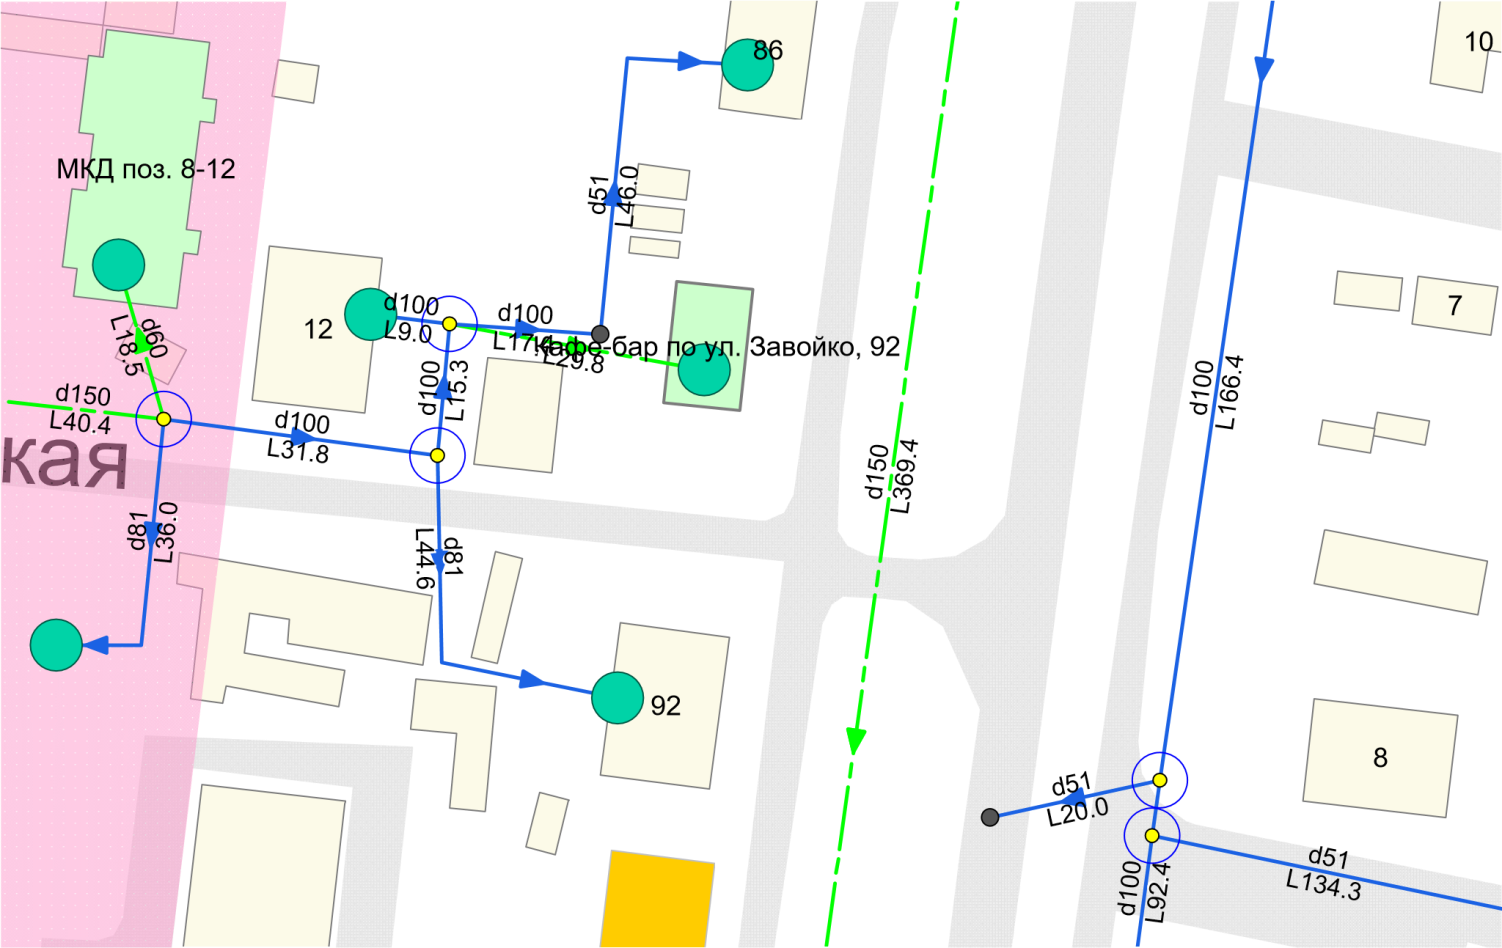 86
10
МКД поз. 8-12
d51
L46.0
d100
L9.0
d100
L17.4
12
Кафе-бар по ул. Завойко, 92
L29.8
7
d60
L18.5
d150
L40.4
d100
L31.8
d100
L15.3
d100
L166.4
d150
L369.4
кая
d81
L36.0
d81
L44.6
92
8
d51
L20.0
d51
L134.3
d100
L92.4